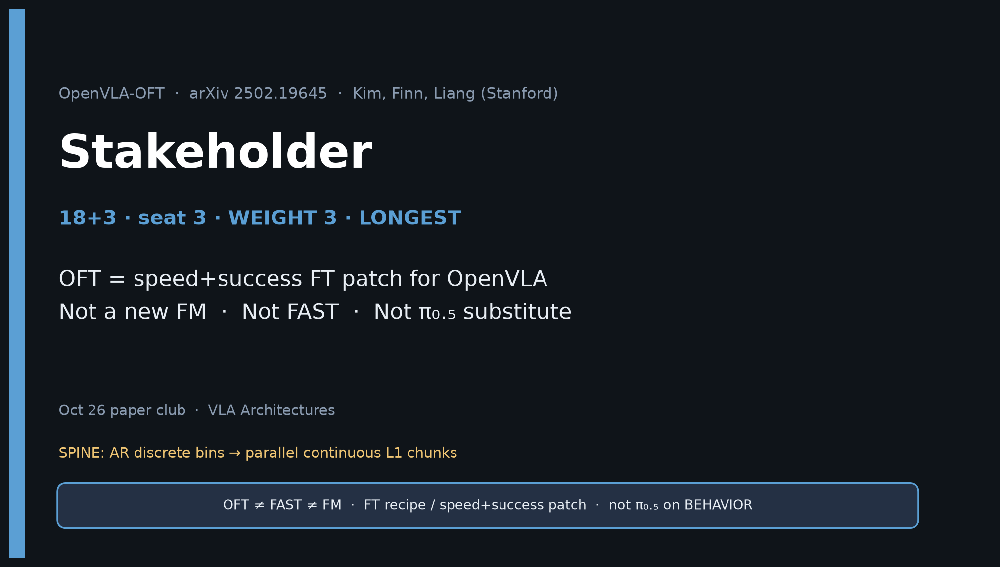 OpenVLA-OFT · arXiv 2502.19645 · Kim, Finn, Liang (Stanford)
Stakeholder
18+3 · seat 3 · WEIGHT 3 · LONGEST
OFT = speed+success FT patch for OpenVLA
Not a new FM · Not FAST · Not π₀.₅ substitute
Oct 26 paper club · VLA Architectures
SPINE: AR discrete bins → parallel continuous L1 chunks
OFT ≠ FAST ≠ FM · FT recipe / speed+success patch · not π₀.₅ on BEHAVIOR